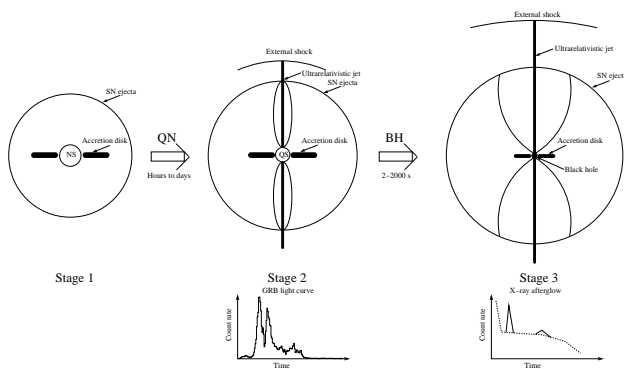 SN ejecta
NS
Accretion disk
Stage 1
QN
Hours to days
External shock
Ultrarelativistic jet
SN ejecta
QS
Accretion disk
Stage 2
GRB light curve
Count rate
Time
BH
2-2000 s
External shock
Ultrarelativistic jet
SN eject
Accretion disk
Black hole
Stage 3
X-ray afterglow
Count rate
Time